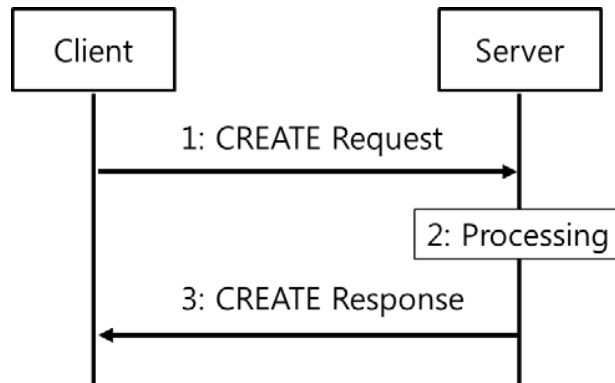 Client
Server
1: CREATE Request
2: Processing
3: CREATE Response